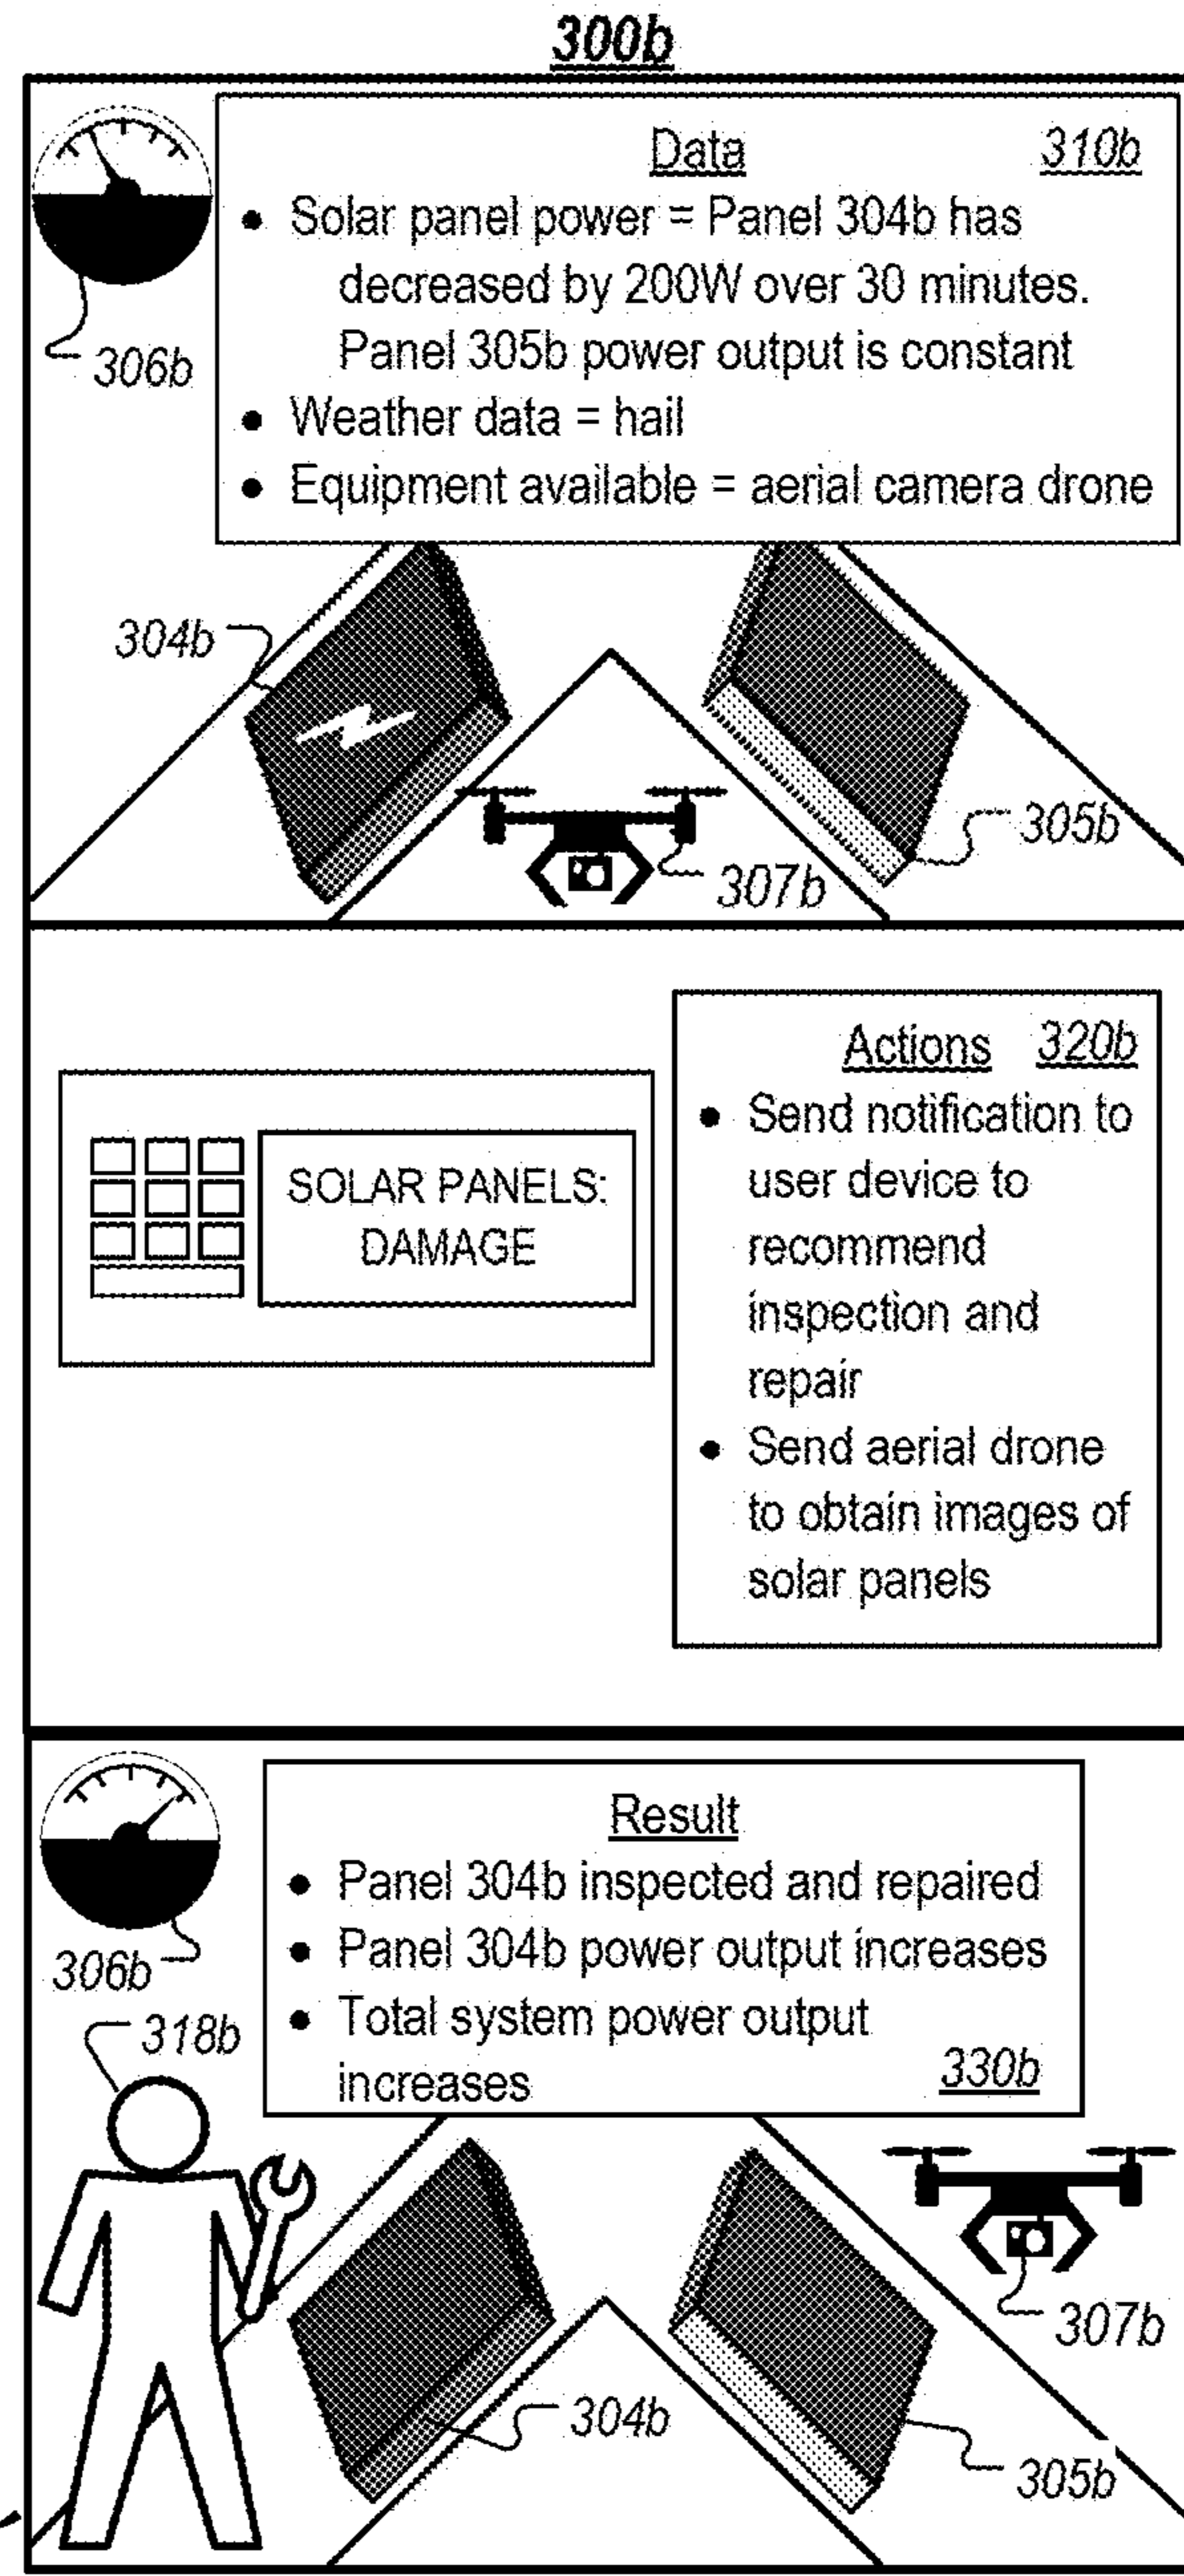 300b
Data 310b
• Solar panel power = Panel 304b has
decreased by 200W over 30 minutes.
Panel 305b power output is constant
• Weather data = hail
• Equipment available = aerial camera drone
306b
304b
305b
307b
SOLAR PANELS:
DAMAGE
Actions 320b
• Send notification to
user device to
recommend
inspection and
repair
• Send aerial drone
to obtain images of
solar panels
Result
• Panel 304b inspected and repaired
• Panel 304b power output increases
• Total system power output
increases
330b
306b
318b
307b
304b
305b